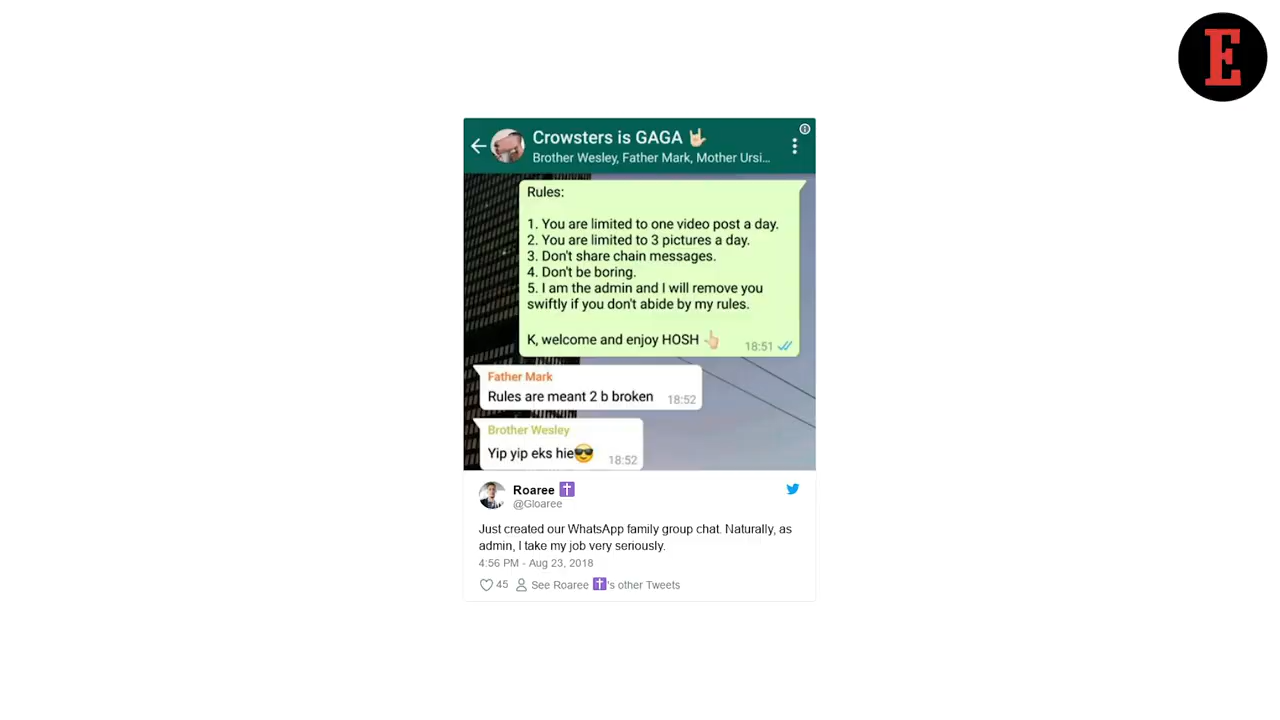 E
Crowsters is GAGA 🤟🏻
Brother Wesley, Father Mark, Mother Ursi...
Rules:
1. You are limited to one video post a day.
2. You are limited to 3 pictures a day.
3. Don't share chain messages.
4. Don't be boring.
5. I am the admin and I will remove you
swiftly if you don't abide by my rules.
K, welcome and enjoy HOSH 👆🏻
18:51
Father Mark
Rules are meant 2 b broken 18:52
Brother Wesley
Yip yip eks hie😎 18:52
Roaree ✝️
@Gloaree
Just created our WhatsApp family group chat. Naturally, as
admin, I take my job very seriously.
4:56 PM - Aug 23, 2018
45 See Roaree ✝️'s other Tweets